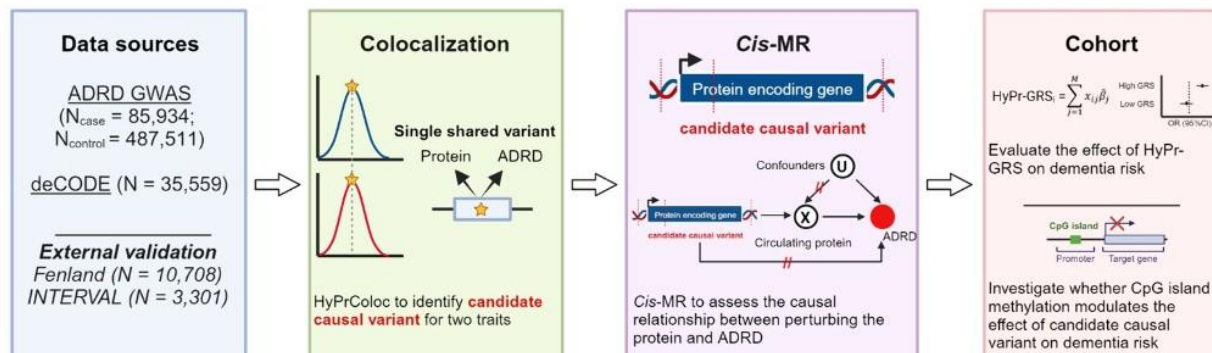 Data sources
ADRD GWAS
(Ncase = 85,934;
Ncontrol = 487,511)
deCODE (N = 35,559)
External validation
Fenland (N = 10,708)
INTERVAL (N = 3,301)
Colocalization
Single shared variant
Protein ADRD
HyPrColoc to identify candidate
causal variant for two traits
Cis-MR
Protein encoding gene
candidate causal variant
Confounders U
Protein encoding gene
X
candidate causal variant
Circulating protein
ADRD
Cis-MR to assess the causal
relationship between perturbing the
protein and ADRD
Cohort
HyPr-GRSᵢ = ∑ᴹⱼ₌₁ xᵢⱼβ̂ⱼ
High GRS
Low GRS
OR (95%CI)
Evaluate the effect of HyPr-
GRS on dementia risk
CpG island
Promoter Target gene
Investigate whether CpG island
methylation modulates the
effect of candidate causal
variant on dementia risk